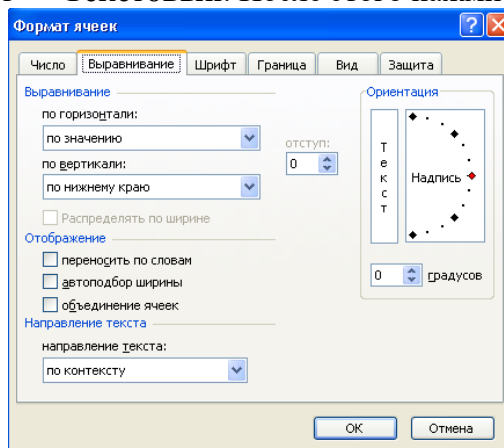 Формат ячеек
Число Выравнивание Шрифт Граница Вид Защита
Выравнивание
по горизонтали:
по значению
отступ:
0
по вертикали:
по нижнему краю
Распределять по ширине
Отображение
переносить по словам
автоподбор ширины
объединение ячеек
Направление текста
направление текста:
по контексту
Ориентация
Текст
Надпись
0 градусов
ОК Отмена